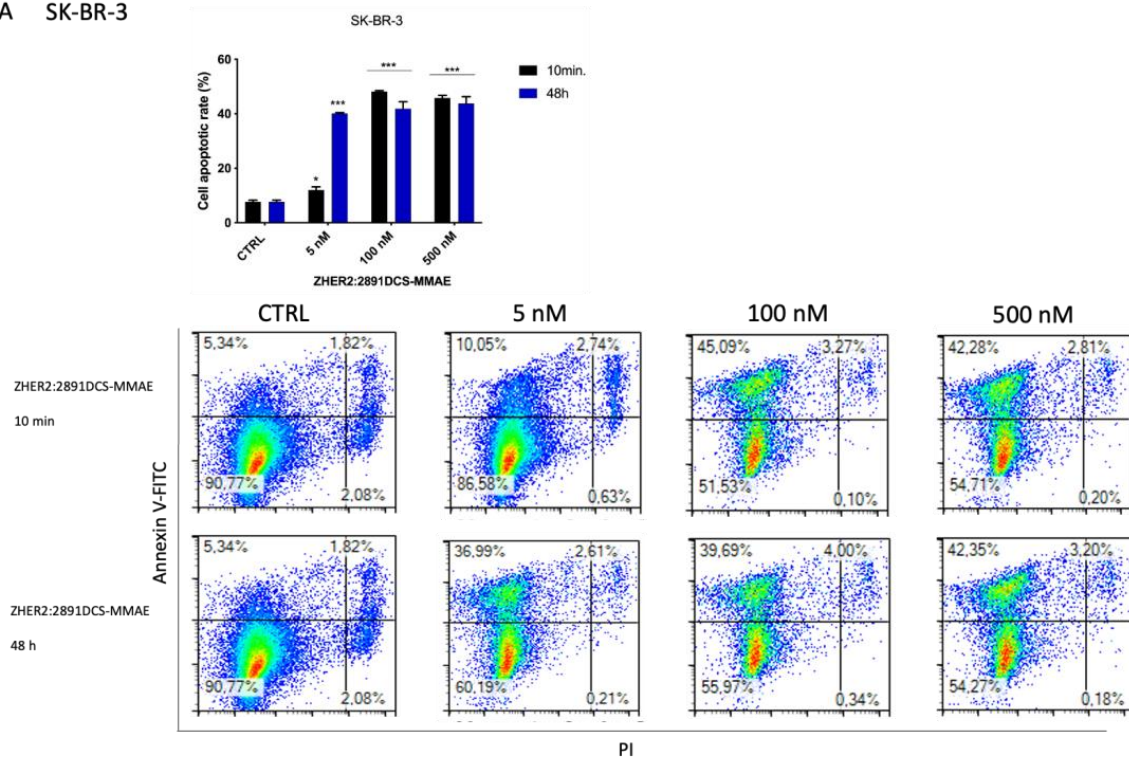 A SK-BR-3
SK-BR-3
Cell apoptotic rate (%)
60
40
20
0
*
***
***
***
10min.
48h
CTRL
5 nM
100 nM
500 nM
ZHER2:2891DCS-MMAE
CTRL
5 nM
100 nM
500 nM
ZHER2:2891DCS-MMAE
10 min
5,34% 1,82%
90,77% 2,08%
10,05% 2,74%
86,58% 0,63%
45,09% 3,27%
51,53% 0,10%
42,28% 2,81%
54,71% 0,20%
Annexin V-FITC
ZHER2:2891DCS-MMAE
48 h
5,34% 1,82%
90,77% 2,08%
36,99% 2,61%
60,19% 0,21%
39,69% 4,00%
55,97% 0,34%
42,35% 3,20%
54,27% 0,18%
PI